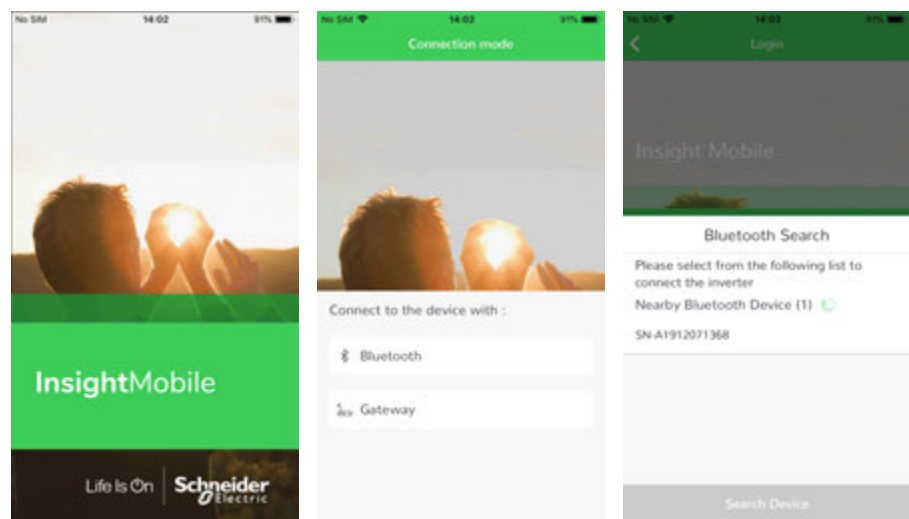 No SIM 14:02 91%
InsightMobile
Life Is On Schneider
Electric
No SIM 14:02 91%
Connection mode
Connect to the device with :
Bluetooth
Gateway
No SIM 14:03 91%
Login
Insight Mobile
Bluetooth Search
Please select from the following list to
connect the inverter
Nearby Bluetooth Device (1)
SN-A1912071368
Search Device